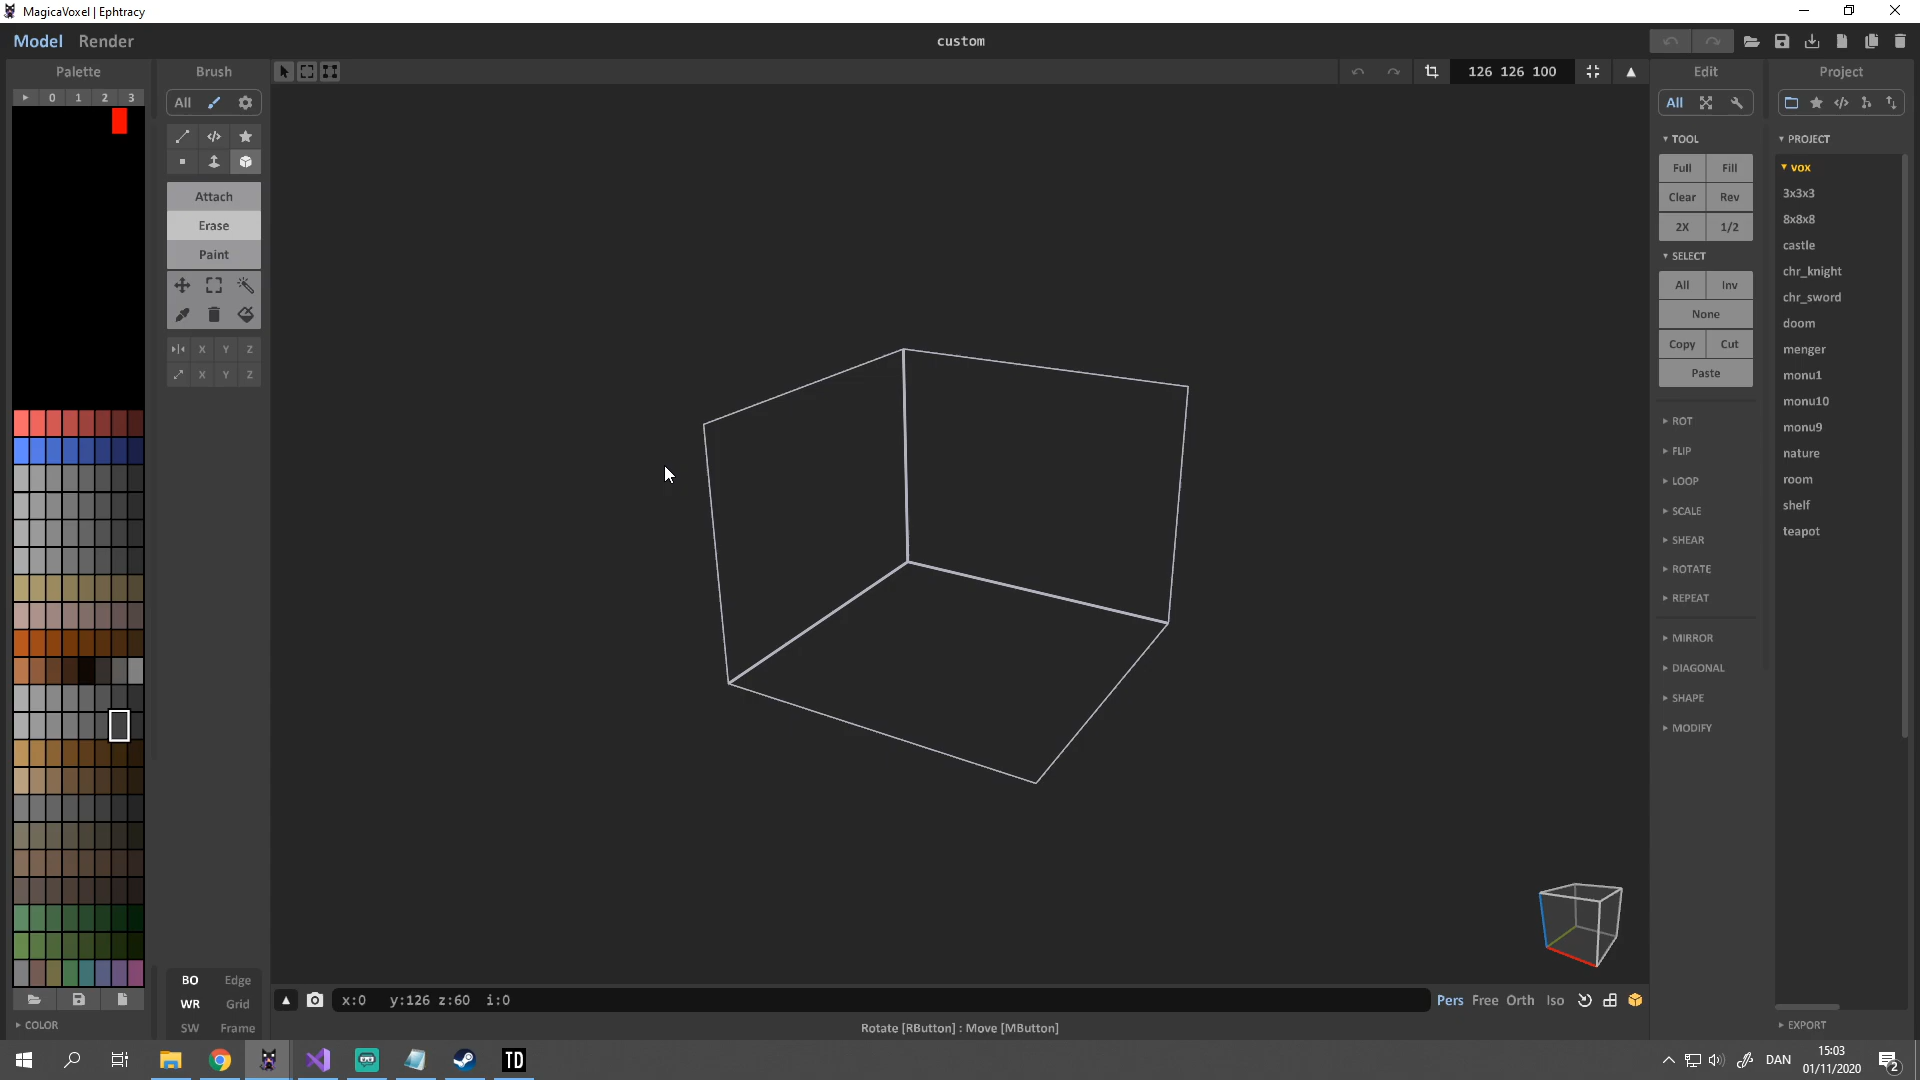 MagicaVoxel | Ephtracy
Model Render
custom
Palette
Brush
126 126 100
Edit
Project
0 1 2 3
All
All
TOOL
PROJECT
Full Fill
Clear Rev
2X 1/2
SELECT
All Inv
None
Copy Cut
Paste
ROT
FLIP
LOOP
SCALE
SHEAR
ROTATE
REPEAT
MIRROR
DIAGONAL
SHAPE
MODIFY
vox
3x3x3
8x8x8
castle
chr_knight
chr_sword
doom
menger
monu1
monu10
monu9
nature
room
shelf
teapot
EXPORT
Attach
Erase
Paint
X Y Z
X Y Z
BO Edge
WR Grid
SW Frame
x:0 y:126 z:60 i:0
Pers Free Orth Iso
COLOR
Rotate [RButton] : Move [MButton]
TD
DAN
15:03
01/11/2020
2